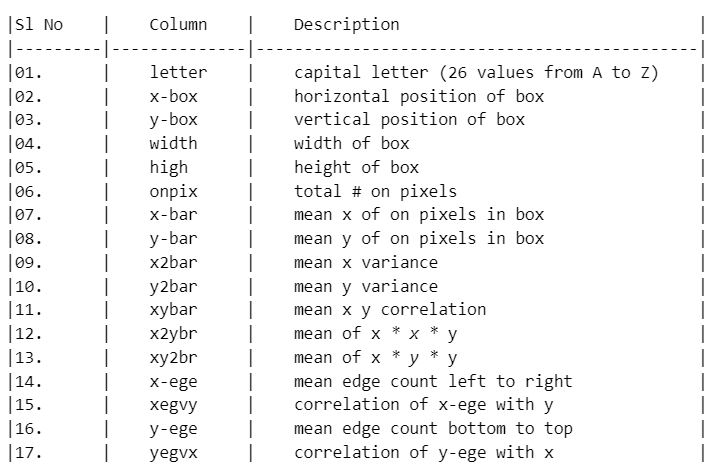 |Sl No | Column | Description |
|---------|--------------|-----------------------------------------------|
|01. | letter | capital letter (26 values from A to Z) |
|02. | x-box | horizontal position of box |
|03. | y-box | vertical position of box |
|04. | width | width of box |
|05. | high | height of box |
|06. | onpix | total # on pixels |
|07. | x-bar | mean x of on pixels in box |
|08. | y-bar | mean y of on pixels in box |
|09. | x2bar | mean x variance |
|10. | y2bar | mean y variance |
|11. | xybar | mean x y correlation |
|12. | x2ybr | mean of x * x * y |
|13. | xy2br | mean of x * y * y |
|14. | x-ege | mean edge count left to right |
|15. | xegvy | correlation of x-ege with y |
|16. | y-ege | mean edge count bottom to top |
|17. | yegvx | correlation of y-ege with x |